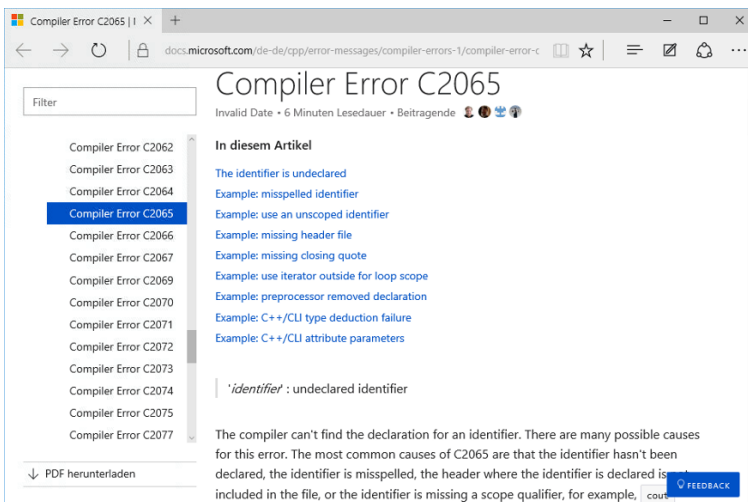 Compiler Error C2065 | I
docs.microsoft.com/de-de/cpp/error-messages/compiler-errors-1/compiler-error-c
Filter
Compiler Error C2062
Compiler Error C2063
Compiler Error C2064
Compiler Error C2065
Compiler Error C2066
Compiler Error C2067
Compiler Error C2069
Compiler Error C2070
Compiler Error C2071
Compiler Error C2072
Compiler Error C2073
Compiler Error C2074
Compiler Error C2075
Compiler Error C2077
PDF herunterladen
Compiler Error C2065
Invalid Date • 6 Minuten Lesedauer • Beitragende
In diesem Artikel
The identifier is undeclared
Example: misspelled identifier
Example: use an unscoped identifier
Example: missing header file
Example: missing closing quote
Example: use iterator outside for loop scope
Example: preprocessor removed declaration
Example: C++/CLI type deduction failure
Example: C++/CLI attribute parameters
'identifier' : undeclared identifier
The compiler can't find the declaration for an identifier. There are many possible causes
for this error. The most common causes of C2065 are that the identifier hasn't been
declared, the identifier is misspelled, the header where the identifier is declared is
included in the file, or the identifier is missing a scope qualifier, for example, cout
FEEDBACK